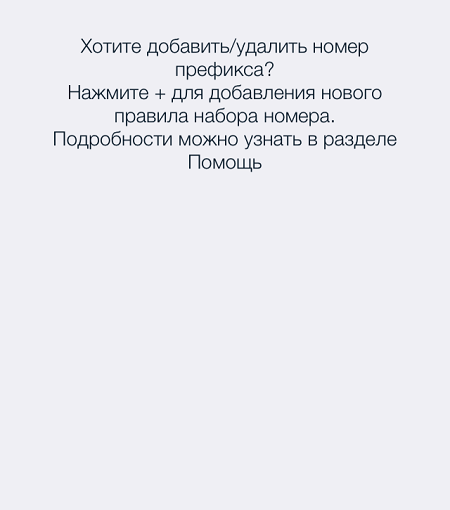 Хотите добавить/удалить номер
префикса?
Нажмите + для добавления нового
правила набора номера.
Подробности можно узнать в разделе
Помощь